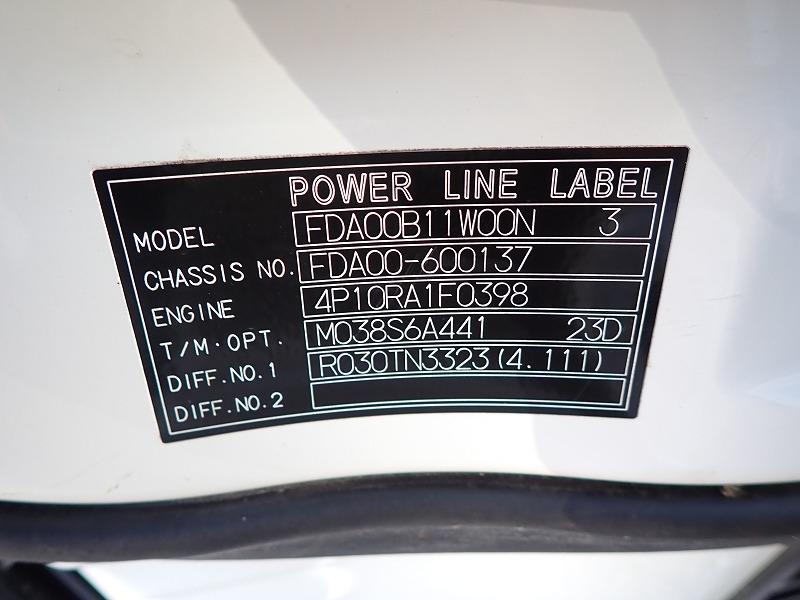 POWER LINE LABEL
MODEL FDA00B11W00N 3
CHASSIS NO. FDA00-600137
ENGINE 4P10RA1F0398
T/M·OPT. M038S6A441 23D
DIFF.NO.1 R030TN3323(4.111)
DIFF.NO.2